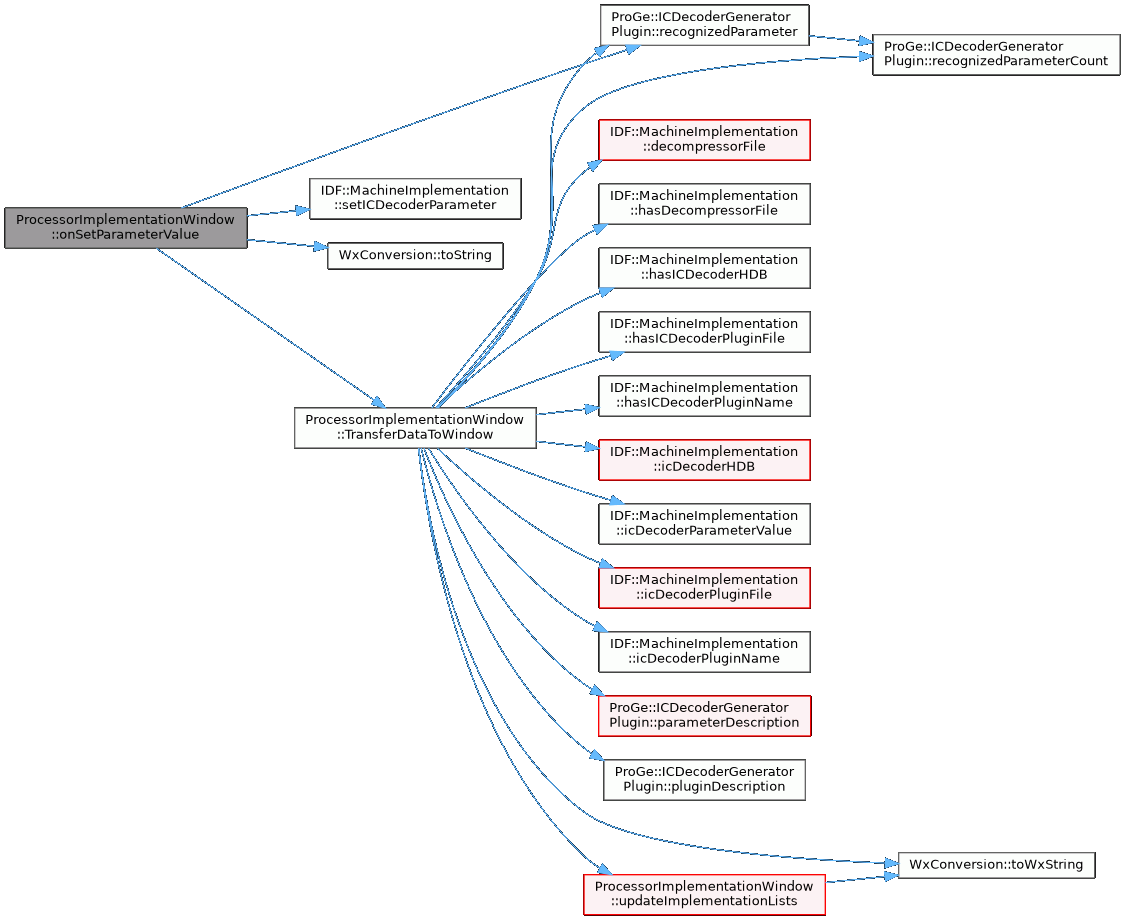 ProGe::ICDecoderGenerator
Plugin::recognizedParameter
ProGe::ICDecoderGenerator
Plugin::recognizedParameterCount
IDF::MachineImplementation
::decompressorFile
IDF::MachineImplementation
::setICDecoderParameter
IDF::MachineImplementation
::hasDecompressorFile
ProcessorImplementationWindow
::onSetParameterValue
WxConversion::toString
IDF::MachineImplementation
::hasICDecoderHDB
IDF::MachineImplementation
::hasICDecoderPluginFile
IDF::MachineImplementation
::hasICDecoderPluginName
ProcessorImplementationWindow
::TransferDataToWindow
IDF::MachineImplementation
::icDecoderHDB
IDF::MachineImplementation
::icDecoderParameterValue
IDF::MachineImplementation
::icDecoderPluginFile
IDF::MachineImplementation
::icDecoderPluginName
ProGe::ICDecoderGenerator
Plugin::parameterDescription
ProGe::ICDecoderGenerator
Plugin::pluginDescription
WxConversion::toWxString
ProcessorImplementationWindow
::updateImplementationLists